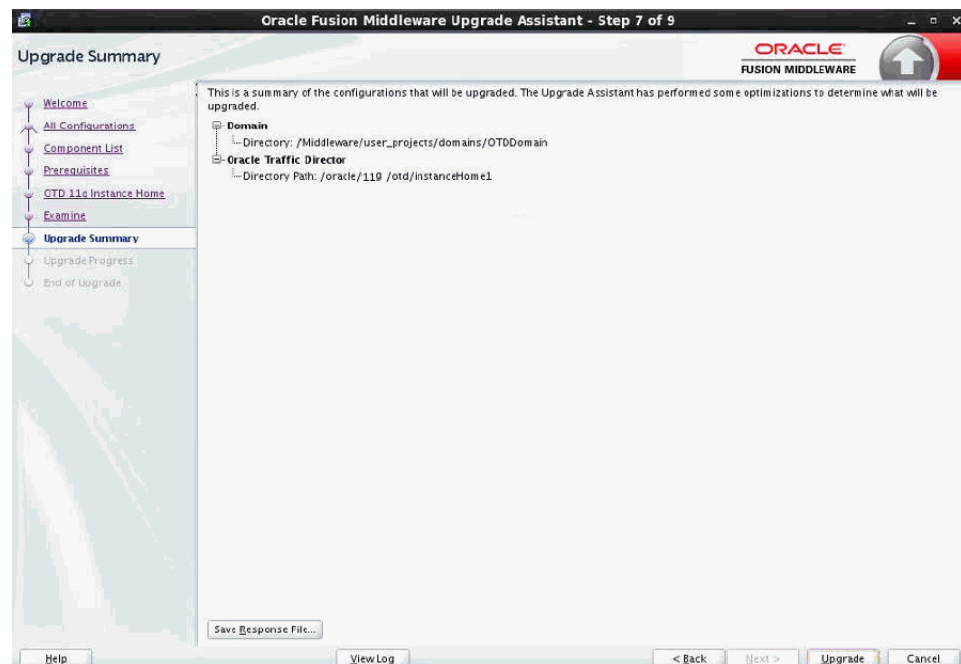 Oracle Fusion Middleware Upgrade Assistant - Step 7 of 9
Upgrade Summary
ORACLE
FUSION MIDDLEWARE
Welcome
All Configurations
Component List
Prerequisites
OTD 11g Instance Home
Examine
Upgrade Summary
Upgrade Progress
End of Upgrade
This is a summary of the configurations that will be upgraded. The Upgrade Assistant has performed some optimizations to determine what will be
upgraded.
Domain
Directory: /Middleware/user_projects/domains/OTDDomain
Oracle Traffic Director
Directory Path: /oracle/119 /otd/instanceHome1
Save Response File...
Help
View Log
< Back
Next >
Upgrade
Cancel